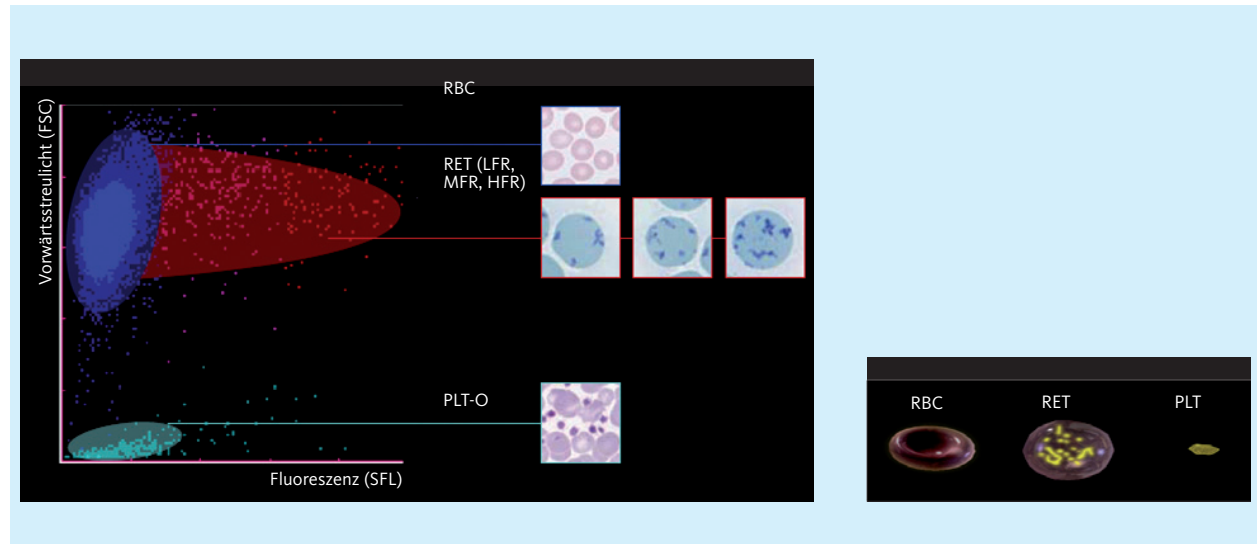 RBC
Vorwärtsstreulicht (FSC)
RET (LFR,
MFR, HFR)
PLT-O
Fluoreszenz (SFL)
RBC
RET
PLT